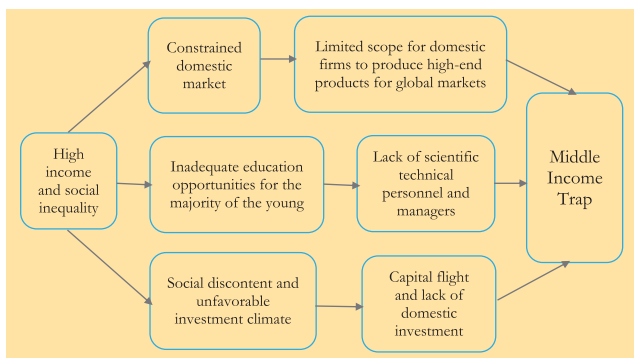 High
income
and social
inequality
Constrained
domestic
market
Limited scope for domestic
firms to produce high-end
products for global markets
Inadequate education
opportunities for the
majority of the young
Lack of scientific
technical
personnel and
managers
Social discontent and
unfavorable
investment climate
Capital flight
and lack of
domestic
investment
Middle
Income
Trap